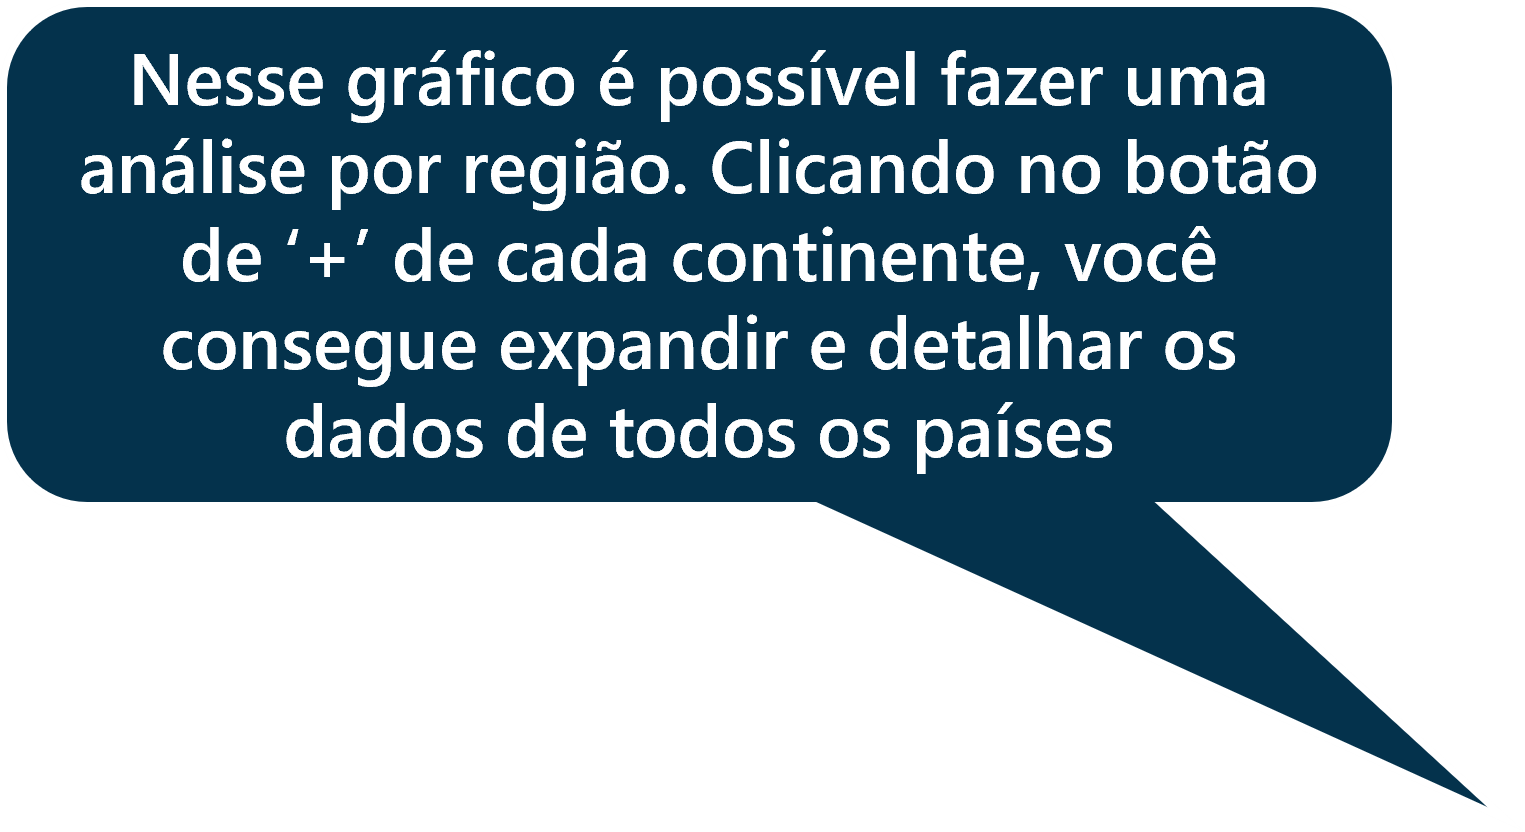 Nesse gráfico é possível fazer uma
análise por região. Clicando no botão
de ‘+’ de cada continente, você
consegue expandir e detalhar os
dados de todos os países